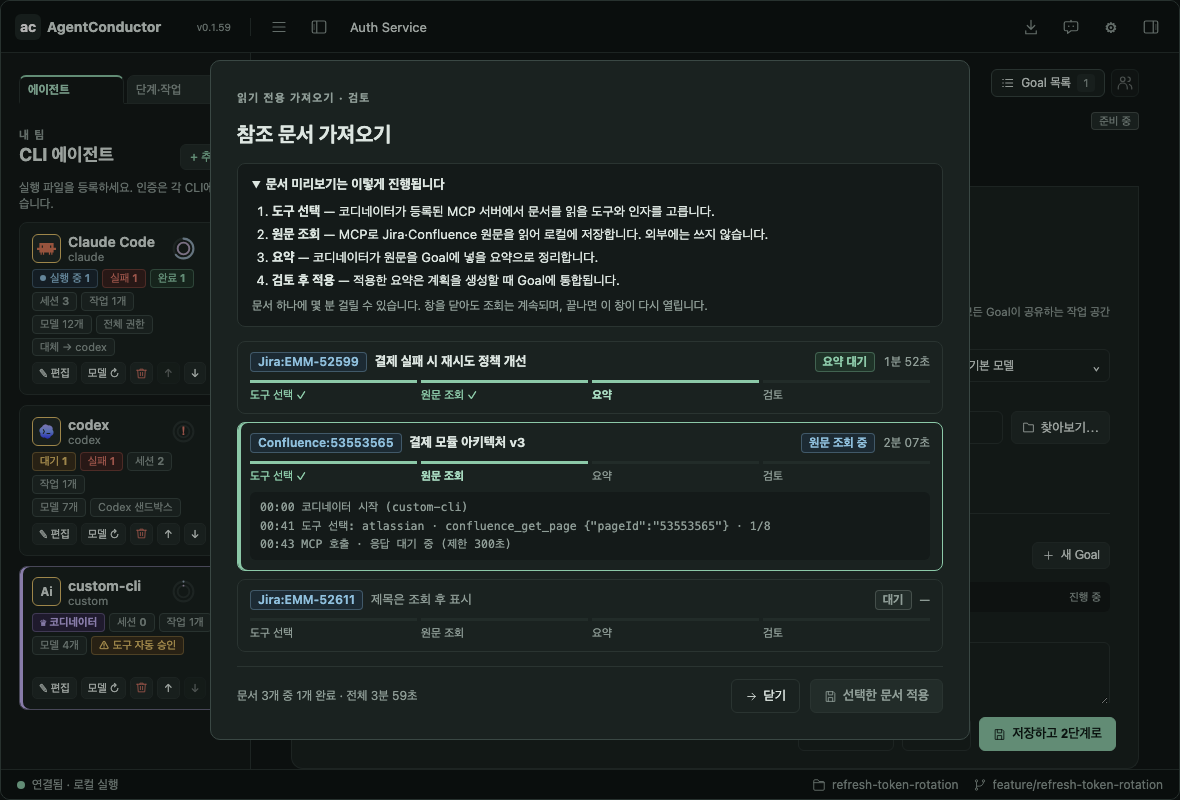 ac AgentConductor v0.1.59 Auth Service
에이전트 단계·작업
Goal 목록 1
준비 중
내 팀
CLI 에이전트
+ 추
실행 파일을 등록하세요. 인증은 각 CLI에
습니다.
Claude Code
claude
실행 중 1 실패 1 완료 1
세션 3 작업 1개
모델 12개 전체 권한
대체 → codex
편집 모델
codex
codex
대기 1 실패 1 세션 2
작업 1개
모델 7개 Codex 샌드박스
편집 모델
Ai custom-cli
custom
코디네이터 세션 0 작업 1개
모델 4개 도구 자동 승인
편집 모델
읽기 전용 가져오기 · 검토
참조 문서 가져오기
▼ 문서 미리보기는 이렇게 진행됩니다
1. 도구 선택 — 코디네이터가 등록된 MCP 서버에서 문서를 읽을 도구와 인자를 고릅니다.
2. 원문 조회 — MCP로 Jira·Confluence 원문을 읽어 로컬에 저장합니다. 외부에는 쓰지 않습니다.
3. 요약 — 코디네이터가 원문을 Goal에 넣을 요약으로 정리합니다.
4. 검토 후 적용 — 적용한 요약은 계획을 생성할 때 Goal에 통합됩니다.
문서 하나에 몇 분 걸릴 수 있습니다. 창을 닫아도 조회는 계속되며, 끝나면 이 창이 다시 열립니다.
Jira:EMM-52599 결제 실패 시 재시도 정책 개선 요약 대기 1분 52초
도구 선택 ✓ 원문 조회 ✓ 요약 검토
Confluence:53553565 결제 모듈 아키텍처 v3 원문 조회 중 2분 07초
도구 선택 ✓ 원문 조회 요약 검토
00:00 코디네이터 시작 (custom-cli)
00:41 도구 선택: atlassian · confluence_get_page {"pageId":"53553565"} · 1/8
00:43 MCP 호출 · 응답 대기 중 (제한 300초)
Jira:EMM-52611 제목은 조회 후 표시 대기 —
도구 선택 원문 조회 요약 검토
문서 3개 중 1개 완료 · 전체 3분 59초
→ 닫기 선택한 문서 적용
든 Goal이 공유하는 작업 공간
기본 모델
찾아보기...
+ 새 Goal
진행 중
저장하고 2단계로
연결됨 · 로컬 실행
refresh-token-rotation feature/refresh-token-rotation